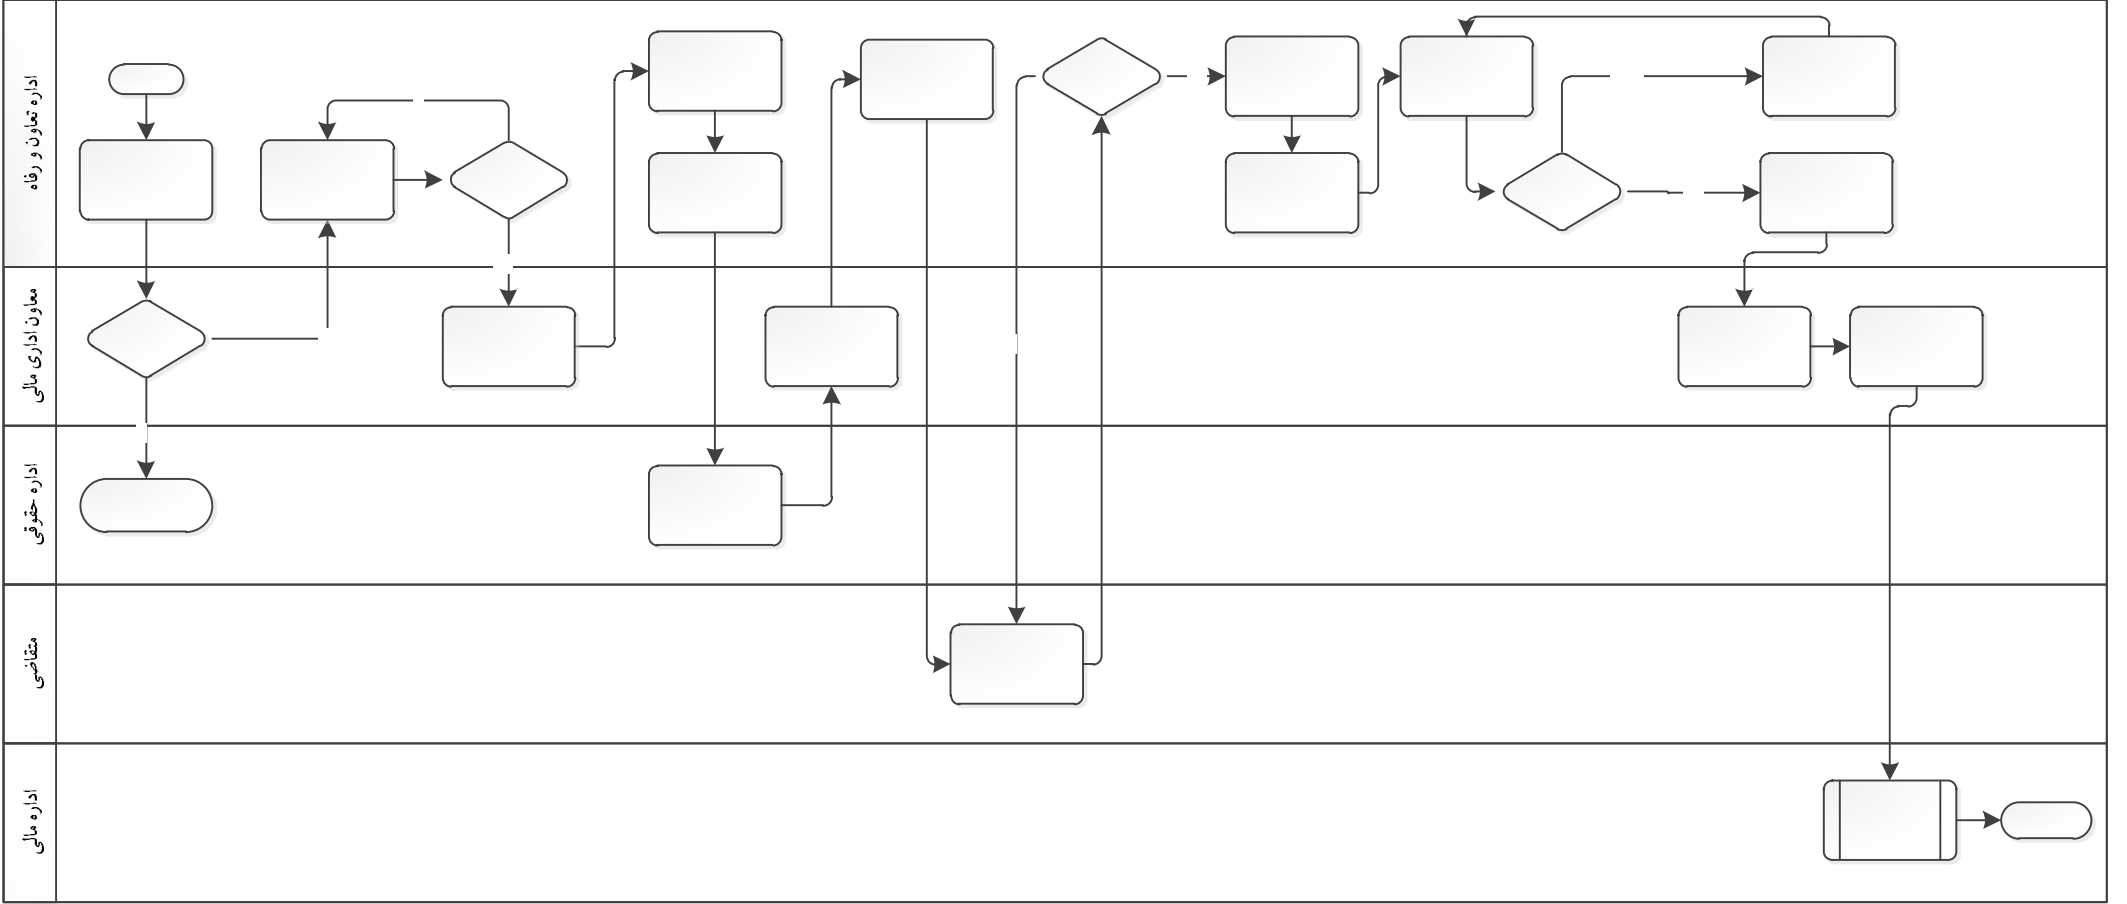 اداره تعاون و رفاه
معاون اداری مالی
اداره حقوقی
متقاضی
اداره مالی